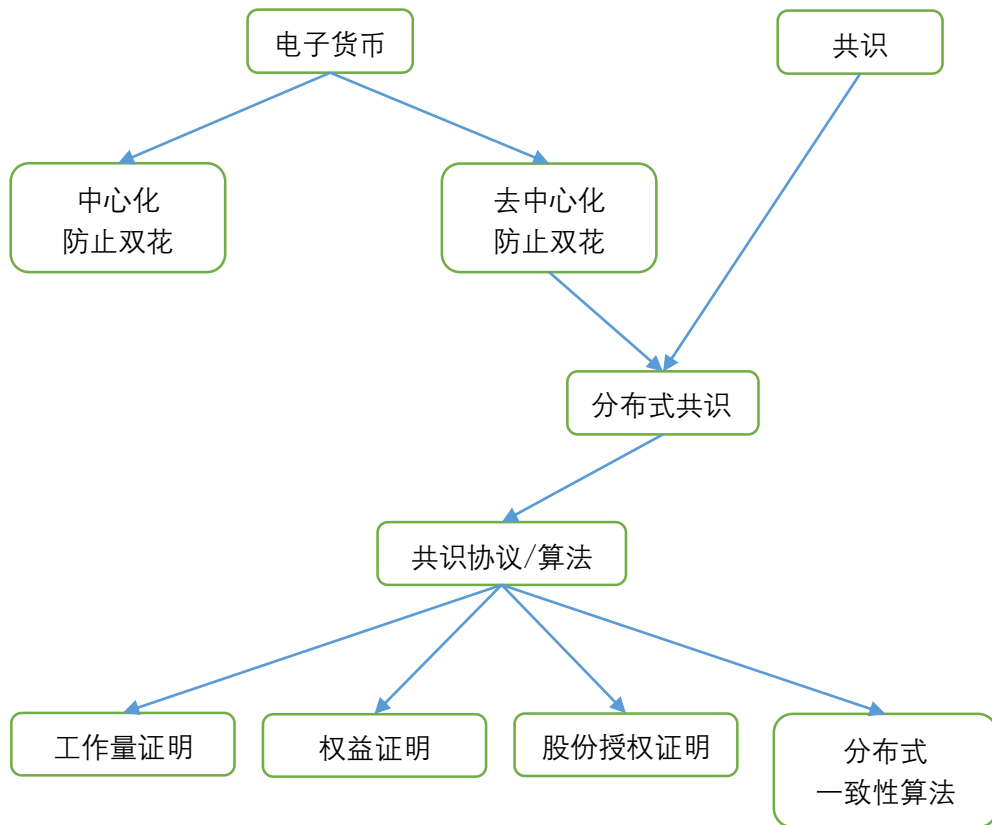 电子货币
共识
中心化
防止双花
去中心化
防止双花
分布式共识
共识协议/算法
工作量证明
权益证明
股份授权证明
分布式
一致性算法